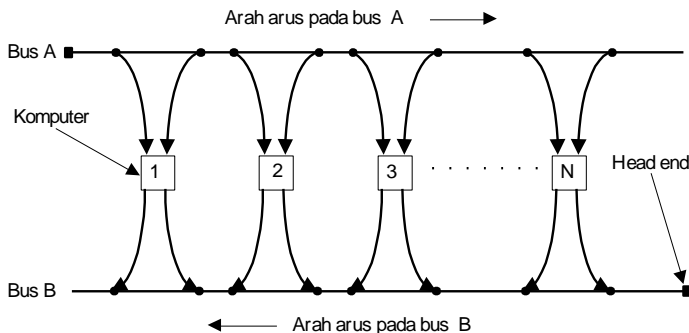 Arah arus pada bus A
Bus A
Komputer
1 2 3 . . . . . . . . N
Head end
Bus B
Arah arus pada bus B